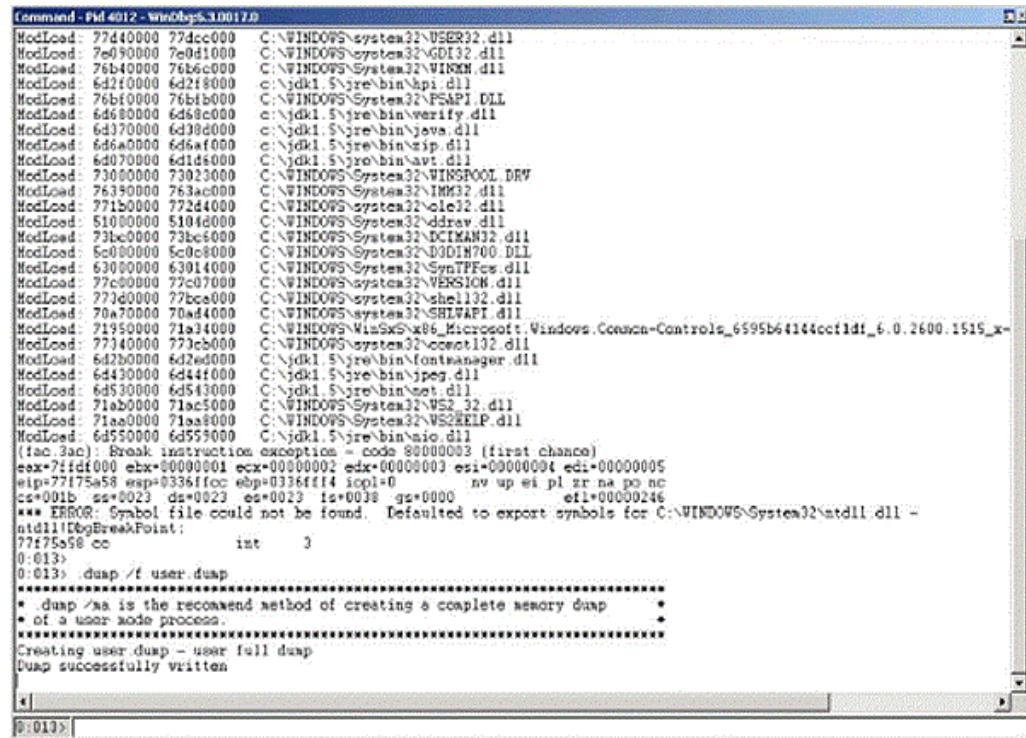 Command - Pid 4012 - WinDbg:6.3.0017.0
ModLoad: 77d40000 77dcc000 C:\WINDOWS\system32\USER32.dll
ModLoad: 7e090000 7e0d1000 C:\WINDOWS\system32\GDI32.dll
ModLoad: 76b40000 76b6c000 C:\WINDOWS\System32\WINMM.dll
ModLoad: 6d2f0000 6d2f8000 c:\jdk1.5\jre\bin\hpi.dll
ModLoad: 76bf0000 76bfb000 C:\WINDOWS\System32\PSAPI.DLL
ModLoad: 6d680000 6d68c000 c:\jdk1.5\jre\bin\verify.dll
ModLoad: 6d370000 6d38d000 c:\jdk1.5\jre\bin\java.dll
ModLoad: 6d6a0000 6d6af000 c:\jdk1.5\jre\bin\zip.dll
ModLoad: 6d070000 6d1d6000 C:\jdk1.5\jre\bin\awt.dll
ModLoad: 73000000 73023000 C:\WINDOWS\System32\WINSPOOL.DRV
ModLoad: 76390000 763ac000 C:\WINDOWS\System32\IMM32.dll
ModLoad: 771b0000 772d4000 C:\WINDOWS\system32\ole32.dll
ModLoad: 51000000 5104d000 C:\WINDOWS\System32\ddraw.dll
ModLoad: 73bc0000 73bc6000 C:\WINDOWS\System32\DCIMAN32.dll
ModLoad: 5c000000 5c0c8000 C:\WINDOWS\System32\D3DIM700.DLL
ModLoad: 63000000 63014000 C:\WINDOWS\System32\SynTPFcs.dll
ModLoad: 77c00000 77c07000 C:\WINDOWS\system32\VERSION.dll
ModLoad: 773d0000 77bca000 C:\WINDOWS\system32\shell32.dll
ModLoad: 70a70000 70ad4000 C:\WINDOWS\system32\SHLWAPI.dll
ModLoad: 71950000 71a34000 C:\WINDOWS\WinSxS\x86_Microsoft.Windows.Common-Controls_6595b64144ccf1df_6.0.2600.1515_x-
ModLoad: 77340000 773cb000 C:\WINDOWS\system32\comctl32.dll
ModLoad: 6d2b0000 6d2ed000 C:\jdk1.5\jre\bin\fontmanager.dll
ModLoad: 6d430000 6d44f000 C:\jdk1.5\jre\bin\jpeg.dll
ModLoad: 6d530000 6d543000 C:\jdk1.5\jre\bin\net.dll
ModLoad: 71ab0000 71ac5000 C:\WINDOWS\System32\WS2_32.dll
ModLoad: 71aa0000 71aa8000 C:\WINDOWS\System32\WS2HELP.dll
ModLoad: 6d550000 6d559000 C:\jdk1.5\jre\bin\nio.dll
(fac.3ac): Break instruction exception - code 80000003 (first chance)
eax=7ffdf000 ebx=00000001 ecx=00000002 edx=00000003 esi=00000004 edi=00000005
eip=77f75a58 esp=0336ffcc ebp=0336fff4 iopl=0 nv up ei pl zr na po nc
cs=001b ss=0023 ds=0023 es=0023 fs=0038 gs=0000 efl=00000246
*** ERROR: Symbol file could not be found. Defaulted to export symbols for C:\WINDOWS\System32\ntdll.dll -
ntdll!DbgBreakPoint:
77f75a58 cc int 3
0:013>
0:013> .dump /f user.dump
*************************************************************************
* .dump /ma is the recommend method of creating a complete memory dump *
* of a user mode process. *
*************************************************************************
Creating user.dump - user full dump
Dump successfully written
0:013>